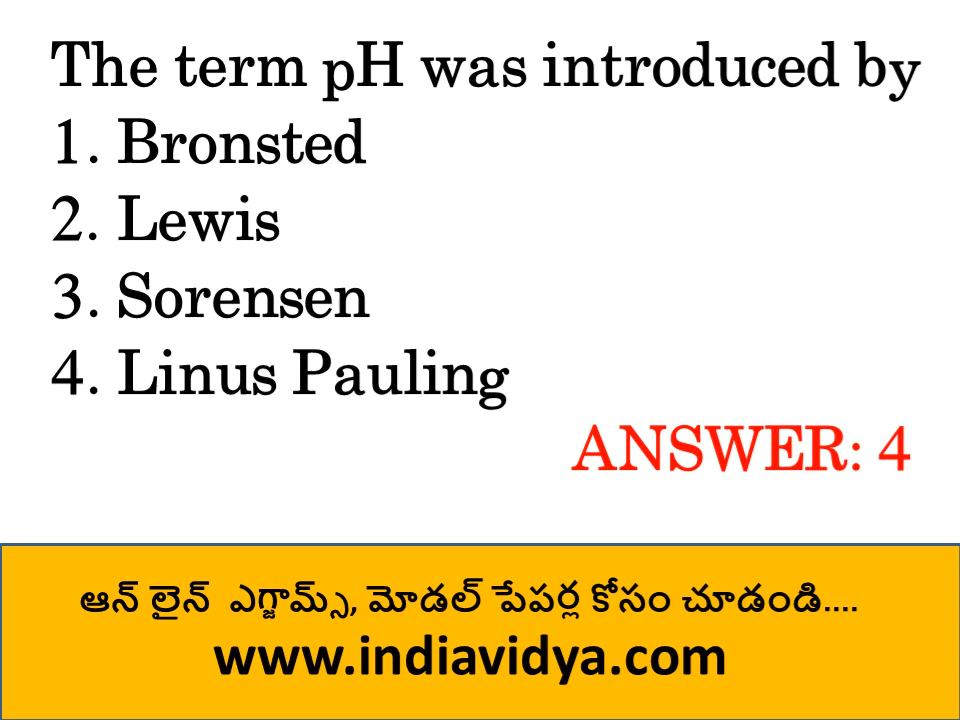 The term pH was introduced by
1. Bronsted
2. Lewis
3. Sorensen
4. Linus Pauling
ANSWER: 4
ఆన్ లైన్ ఎగ్జామ్స్, మోడల్ పేపర్ల కోసం చూడండి....
www.indiavidya.com